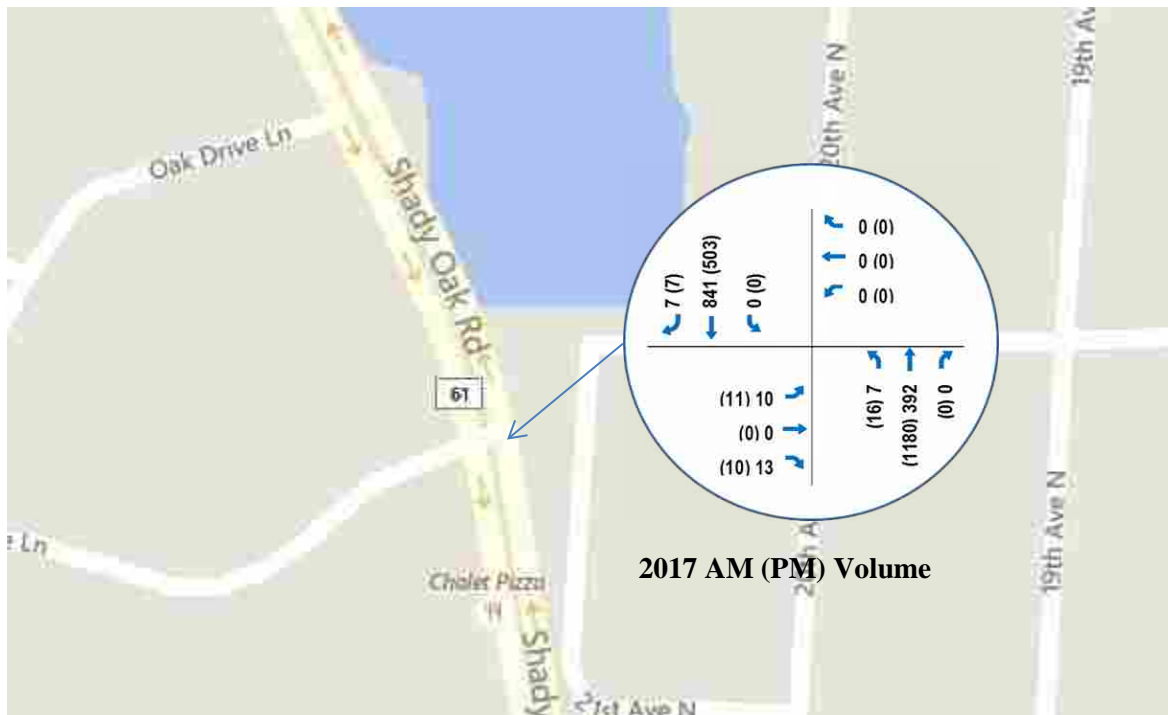 Oak Drive Ln
Shady Oak Rd
61
20th Ave N
19th Av
7 (7)
841 (503)
0 (0)
0 (0)
0 (0)
0 (0)
(11) 10
(0) 0
(10) 13
(16) 7
(1180) 392
(0) 0
2017 AM (PM) Volume
e Ln
Chalet Pizza
Shady
20th A
19th Ave N
1st Ave N